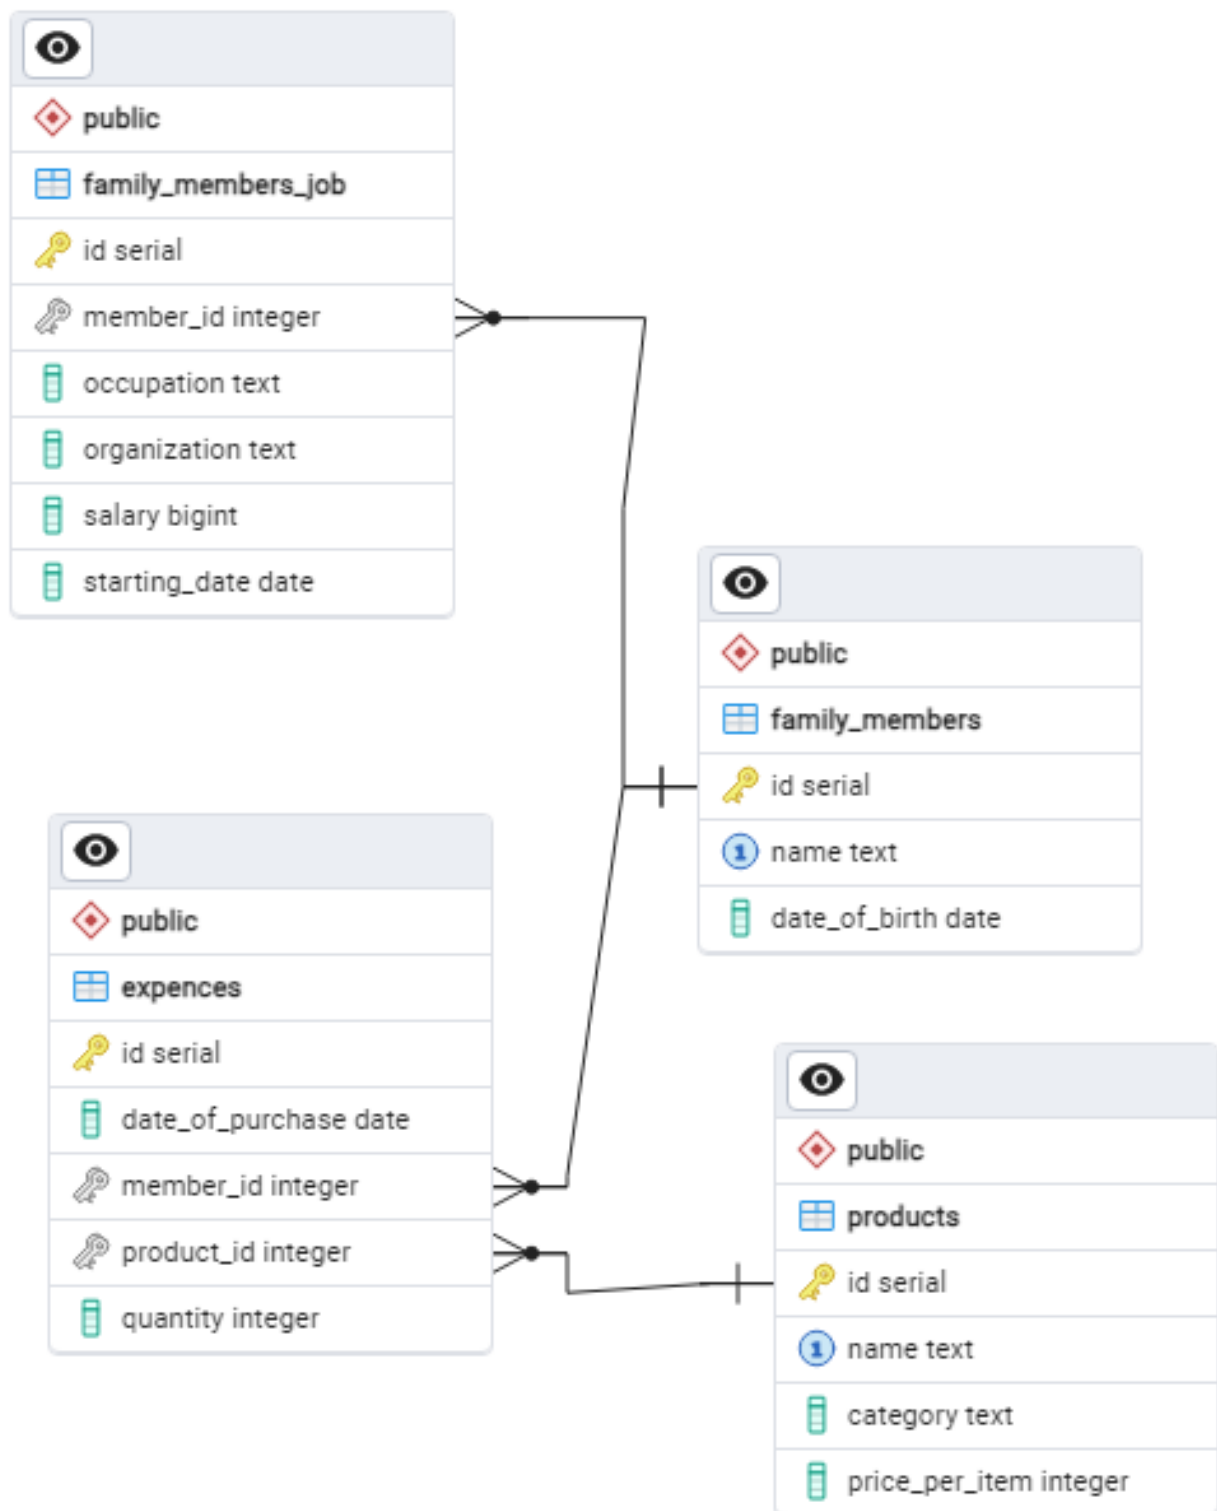 public
family_members_job
id serial
member_id integer
occupation text
organization text
salary bigint
starting_date date
public
family_members
id serial
1 name text
date_of_birth date
public
expences
id serial
date_of_purchase date
member_id integer
product_id integer
quantity integer
public
products
id serial
1 name text
category text
price_per_item integer